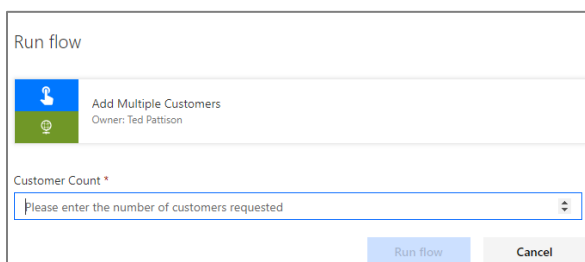 Run flow
Add Multiple Customers
Owner: Ted Pattison
Customer Count *
Please enter the number of customers requested
Run flow Cancel